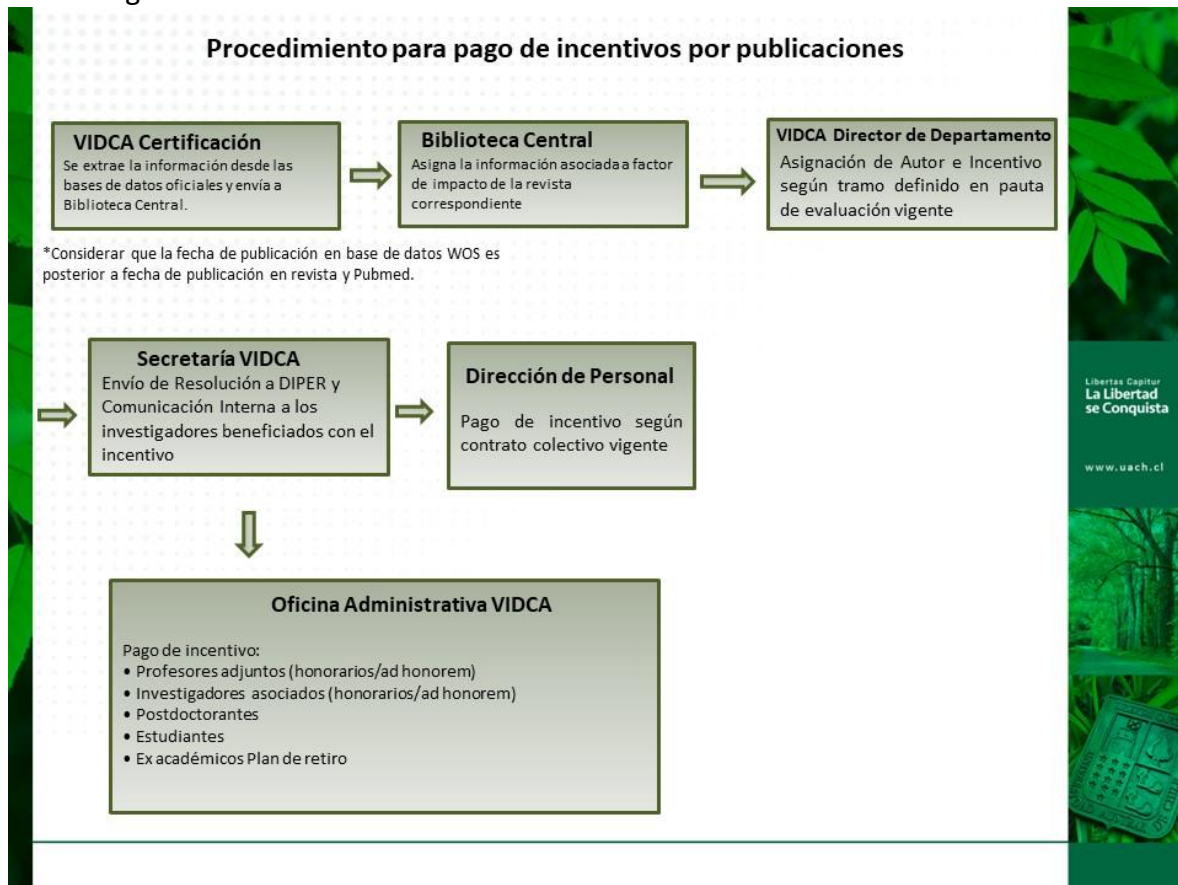 Procedimiento para pago de incentivos por publicaciones
VIDCA Certificación
Se extrae la información desde las
bases de datos oficiales y envía a
Biblioteca Central.
Biblioteca Central
Asigna la información asociada a factor
de impacto de la revista
correspondiente
VIDCA Director de Departamento
Asignación de Autor e Incentivo
según tramo definido en pauta
de evaluación vigente
*Considerar que la fecha de publicación en base de datos WOS es
posterior a fecha de publicación en revista y Pubmed.
Secretaría VIDCA
Envío de Resolución a DIPER y
Comunicación Interna a los
investigadores beneficiados con el
incentivo
Dirección de Personal
Pago de incentivo según
contrato colectivo vigente
Libertas Capitur
La Libertad
se Conquista
www.uach.cl
Oficina Administrativa VIDCA
Pago de incentivo:
• Profesores adjuntos (honorarios/ad honorem)
• Investigadores asociados (honorarios/ad honorem)
• Postdoctorantes
• Estudiantes
• Ex académicos Plan de retiro